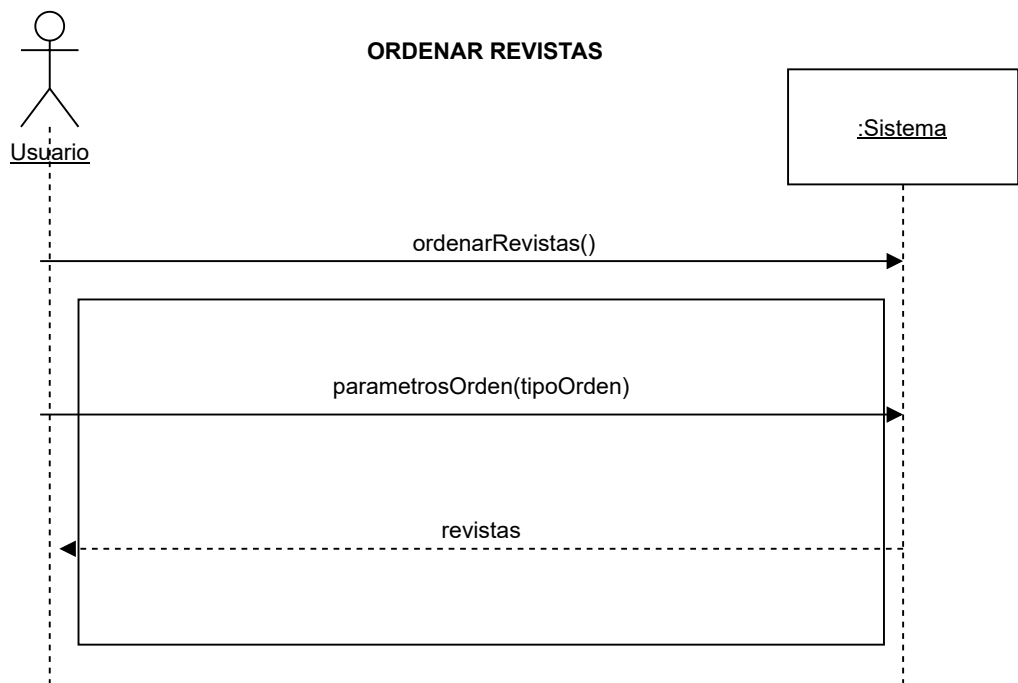 ORDENAR REVISTAS
:Sistema
Usuario
ordenarRevistas()
parametrosOrden(tipoOrden)
revistas